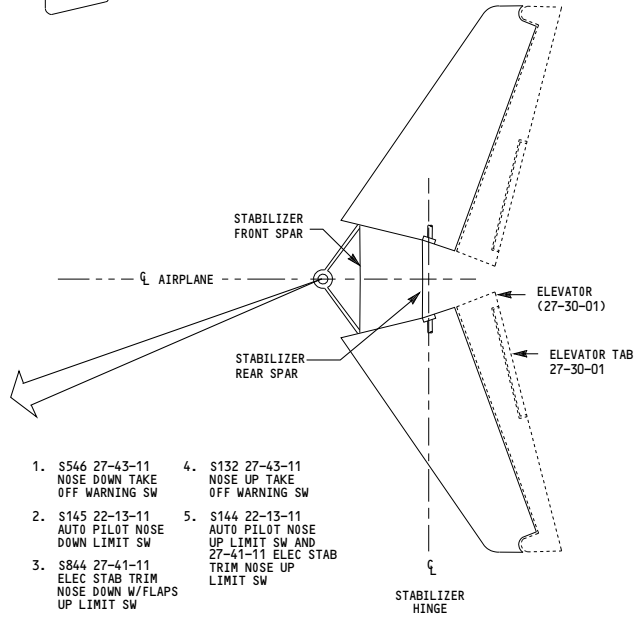 STABILIZER
FRONT SPAR
℄ AIRPLANE
STABILIZER
REAR SPAR
ELEVATOR
(27-30-01)
ELEVATOR TAB
27-30-01
1. S546 27-43-11
NOSE DOWN TAKE
OFF WARNING SW
2. S145 22-13-11
AUTO PILOT NOSE
DOWN LIMIT SW
3. S844 27-41-11
ELEC STAB TRIM
NOSE DOWN W/FLAPS
UP LIMIT SW
4. S132 27-43-11
NOSE UP TAKE
OFF WARNING SW
5. S144 22-13-11
AUTO PILOT NOSE
UP LIMIT SW AND
27-41-11 ELEC STAB
TRIM NOSE UP
LIMIT SW
℄
STABILIZER
HINGE